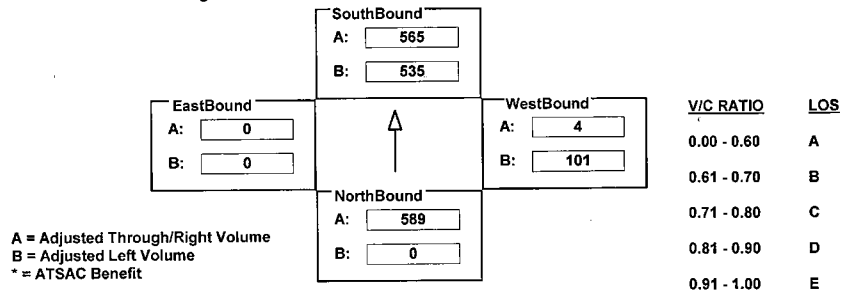 SouthBound
A: 565
B: 535
EastBound
A: 0
B: 0
WestBound
A: 4
B: 101
NorthBound
A: 589
B: 0
A = Adjusted Through/Right Volume
B = Adjusted Left Volume
* = ATSAC Benefit
V/C RATIO LOS
0.00 - 0.60 A
0.61 - 0.70 B
0.71 - 0.80 C
0.81 - 0.90 D
0.91 - 1.00 E